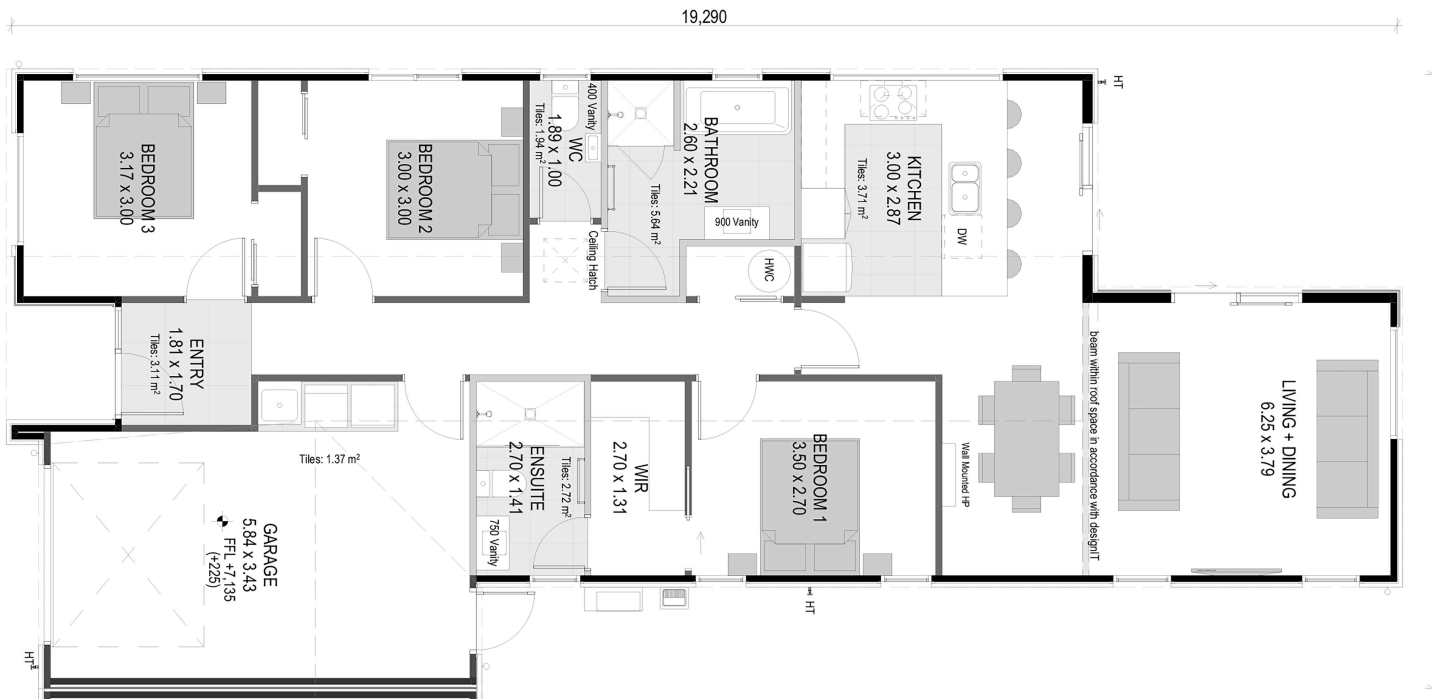 19,290
HT
BEDROOM 3
3.17 x 3.00
BEDROOM 2
3.00 x 3.00
400 Vanity
WC
1.89 x 1.00
Tiles: 1.94 m²
BATHROOM
2.60 x 2.21
Tiles: 5.64 m²
900 Vanity
KITCHEN
3.00 x 2.87
Tiles: 3.71 m²
DW
Ceiling Hatch
HWC
ENTRY
1.81 x 1.70
Tiles: 3.11 m²
beam within roof space in accordance with designIT
LIVING + DINING
6.25 x 3.79
Tiles: 1.37 m²
ENSUITE
2.70 x 1.41
Tiles: 2.72 m²
750 Vanity
WIR
2.70 x 1.31
BEDROOM 1
3.50 x 2.70
Wall Mounted HP
GARAGE
5.84 x 3.43
FFL +7,135
(+225)
HT
HT